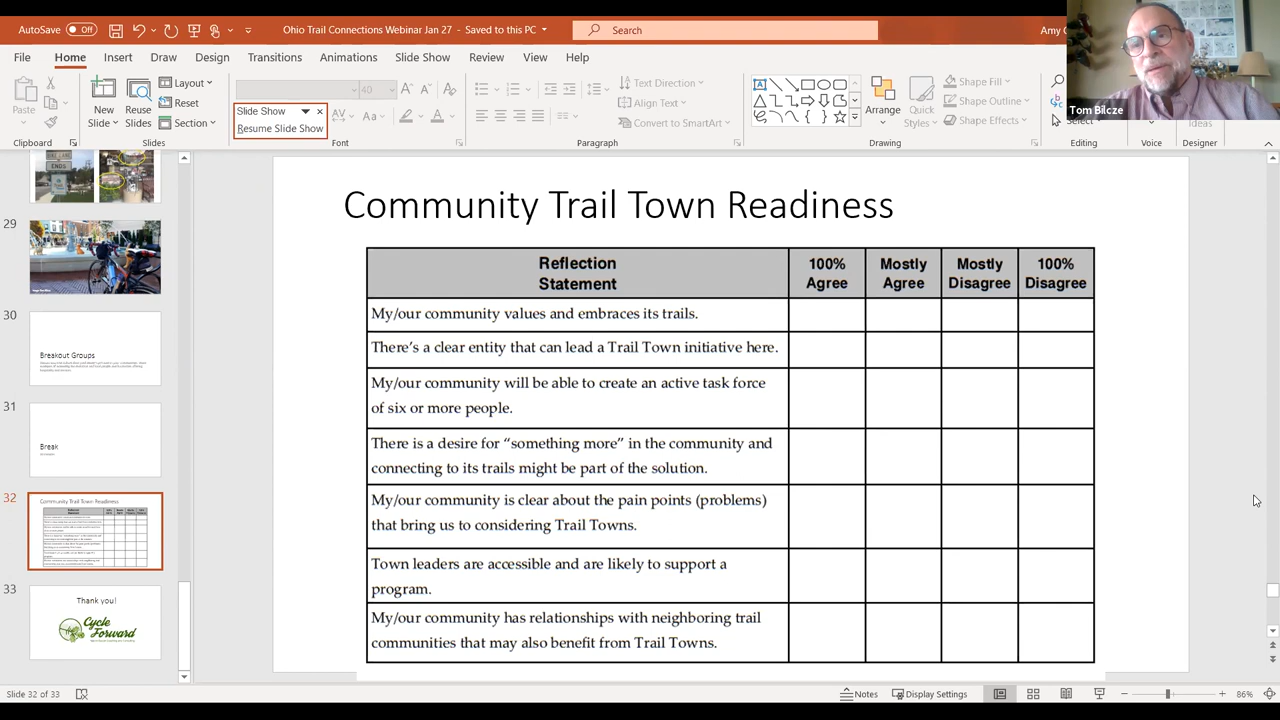 AutoSave Off
Ohio Trail Connections Webinar Jan 27 - Saved to this PC
Search
Amy
Tom Bilcze
File Home Insert Draw Design Transitions Animations Slide Show Review View Help
Paste
Clipboard
New
Slide
Reuse
Slides
Layout
Reset
Section
Slides
40
Slide Show
Resume Slide Show
Font
Text Direction
Align Text
Convert to SmartArt
Paragraph
Arrange
Quick
Styles
Shape Fill
Shape Outline
Shape Effects
Drawing
Select
Editing
Voice
Ideas
Designer
ENDS
29
30
Breakout Groups
31
Break
32
Community Trail Town Readiness
33
Thank you!
Cycle
Forward
Community Trail Town Readiness
Reflection
Statement
100%
Agree
Mostly
Agree
Mostly
Disagree
100%
Disagree
My/our community values and embraces its trails.
There's a clear entity that can lead a Trail Town initiative here.
My/our community will be able to create an active task force
of six or more people.
There is a desire for “something more” in the community and
connecting to its trails might be part of the solution.
My/our community is clear about the pain points (problems)
that bring us to considering Trail Towns.
Town leaders are accessible and are likely to support a
program.
My/our community has relationships with neighboring trail
communities that may also benefit from Trail Towns.
Slide 32 of 33
Notes
Display Settings
86%